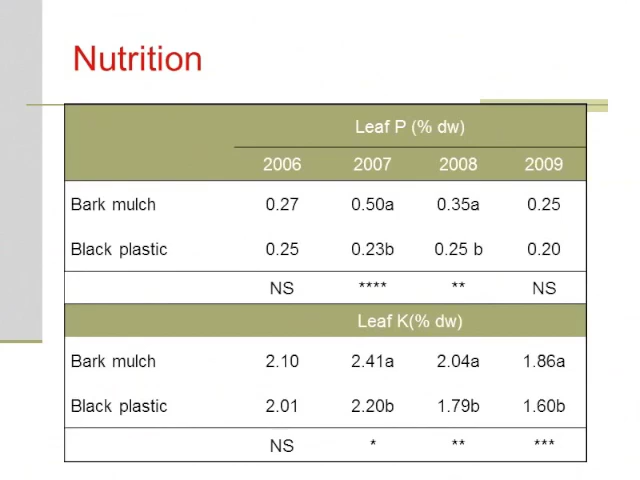 Nutrition
Leaf P (% dw)
2006 2007 2008 2009
Bark mulch 0.27 0.50a 0.35a 0.25
Black plastic 0.25 0.23b 0.25 b 0.20
NS **** ** NS
Leaf K(% dw)
Bark mulch 2.10 2.41a 2.04a 1.86a
Black plastic 2.01 2.20b 1.79b 1.60b
NS * ** ***